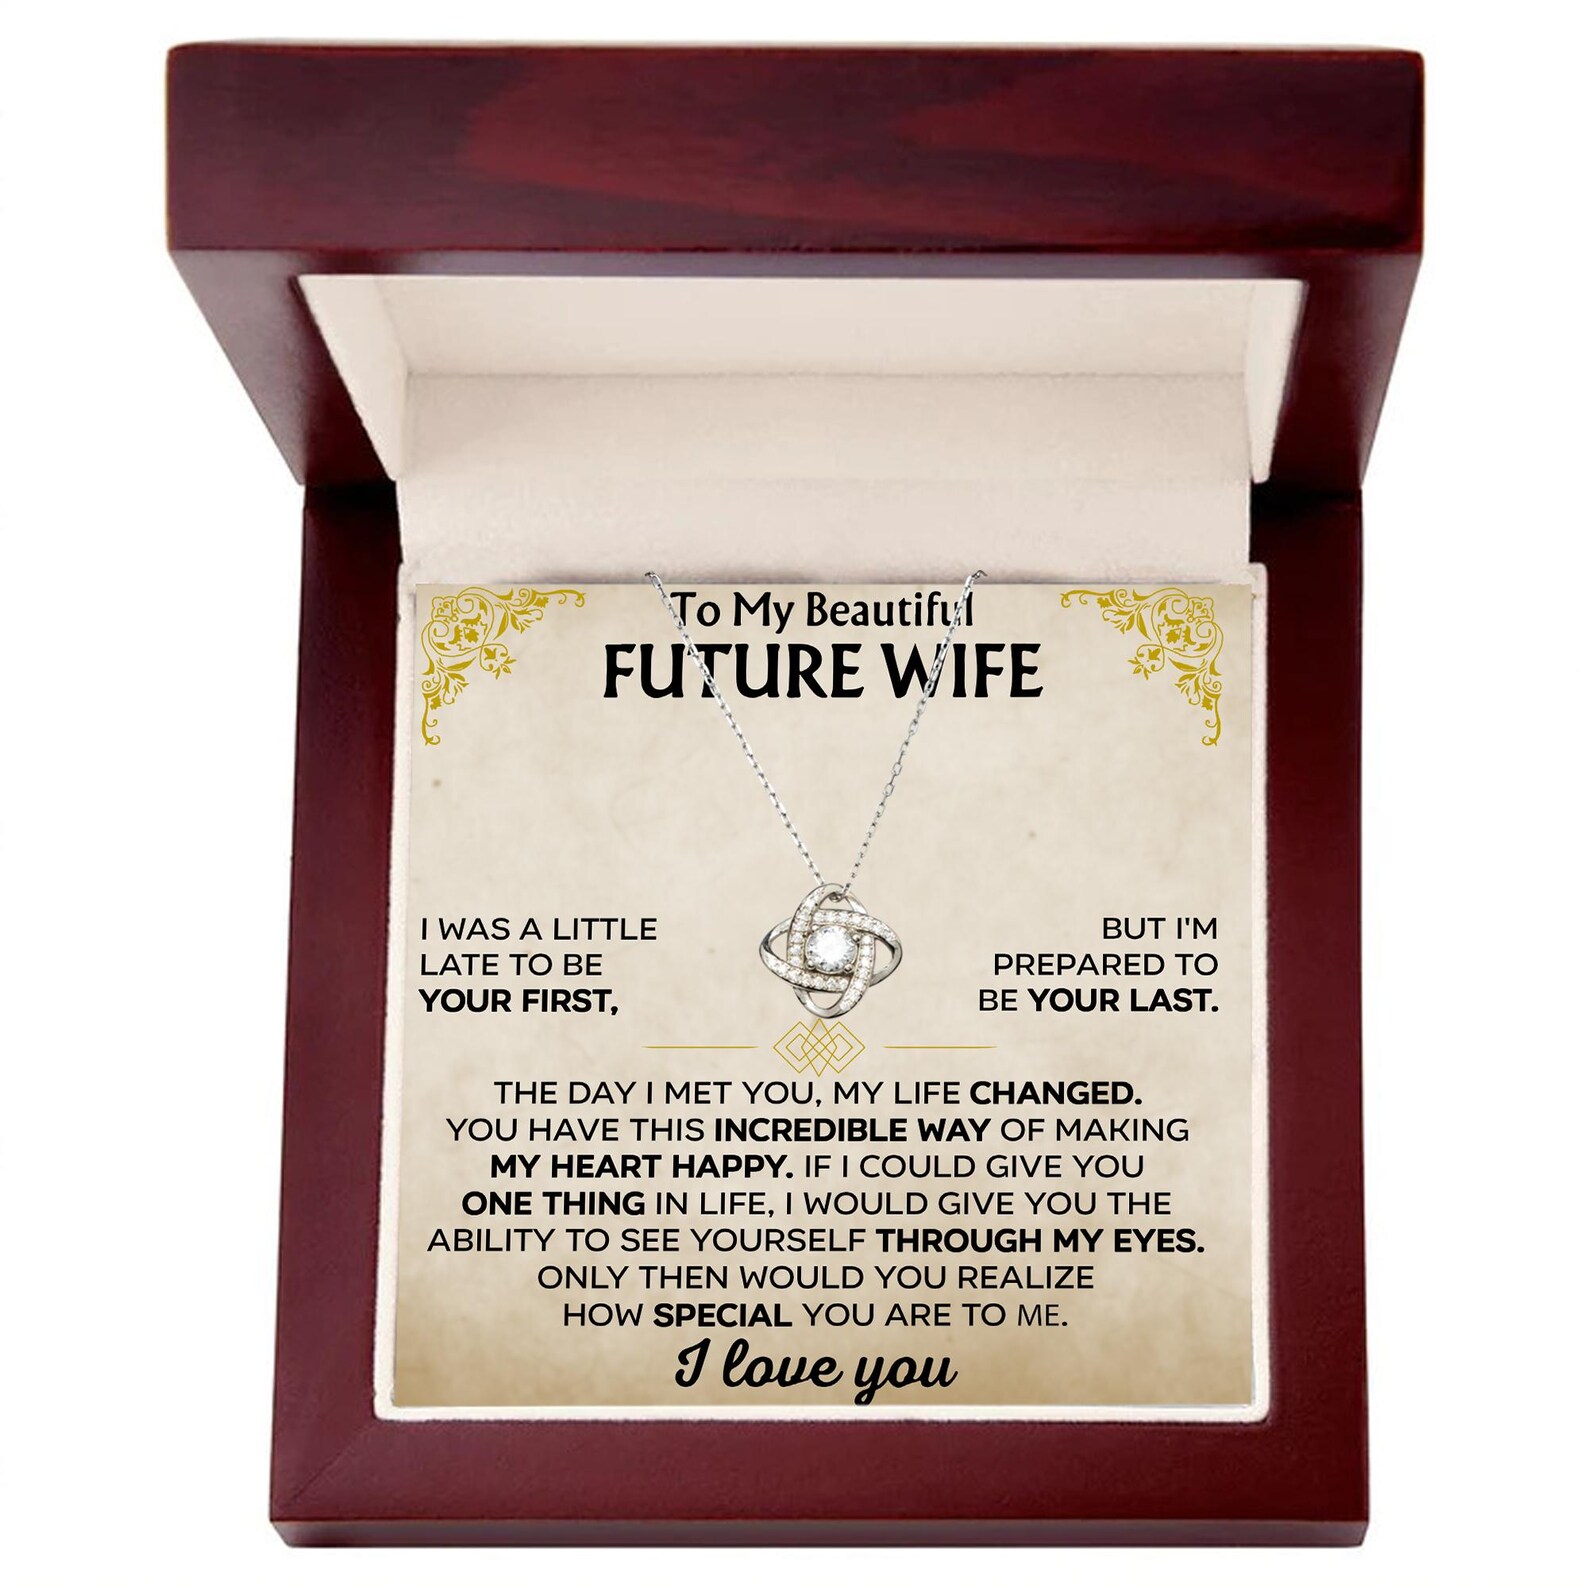 To My Beautiful
FUTURE WIFE
I WAS A LITTLE
LATE TO BE
YOUR FIRST,
BUT I'M
PREPARED TO
BE YOUR LAST.
THE DAY I MET YOU, MY LIFE CHANGED.
YOU HAVE THIS INCREDIBLE WAY OF MAKING
MY HEART HAPPY. IF I COULD GIVE YOU
ONE THING IN LIFE, I WOULD GIVE YOU THE
ABILITY TO SEE YOURSELF THROUGH MY EYES.
ONLY THEN WOULD YOU REALIZE
HOW SPECIAL YOU ARE TO ME.
I love you